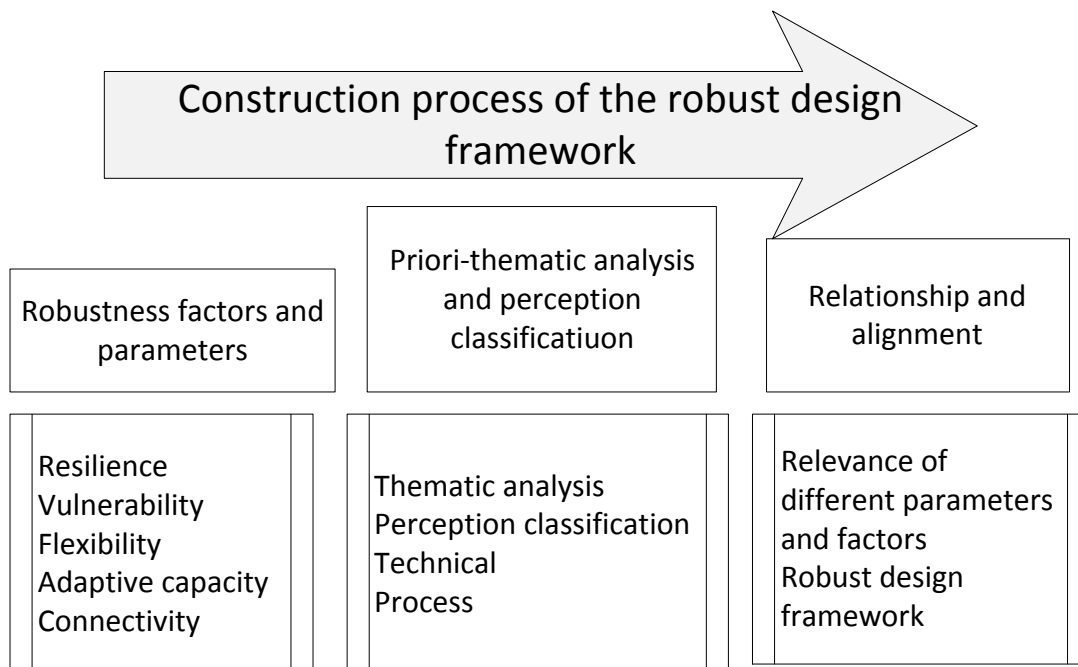 Construction process of the robust design
framework
Robustness factors and
parameters
Priori-thematic analysis
and perception
classificatiuon
Relationship and
alignment
Resilience
Vulnerability
Flexibility
Adaptive capacity
Connectivity
Thematic analysis
Perception classification
Technical
Process
Relevance of
different parameters
and factors
Robust design
framework